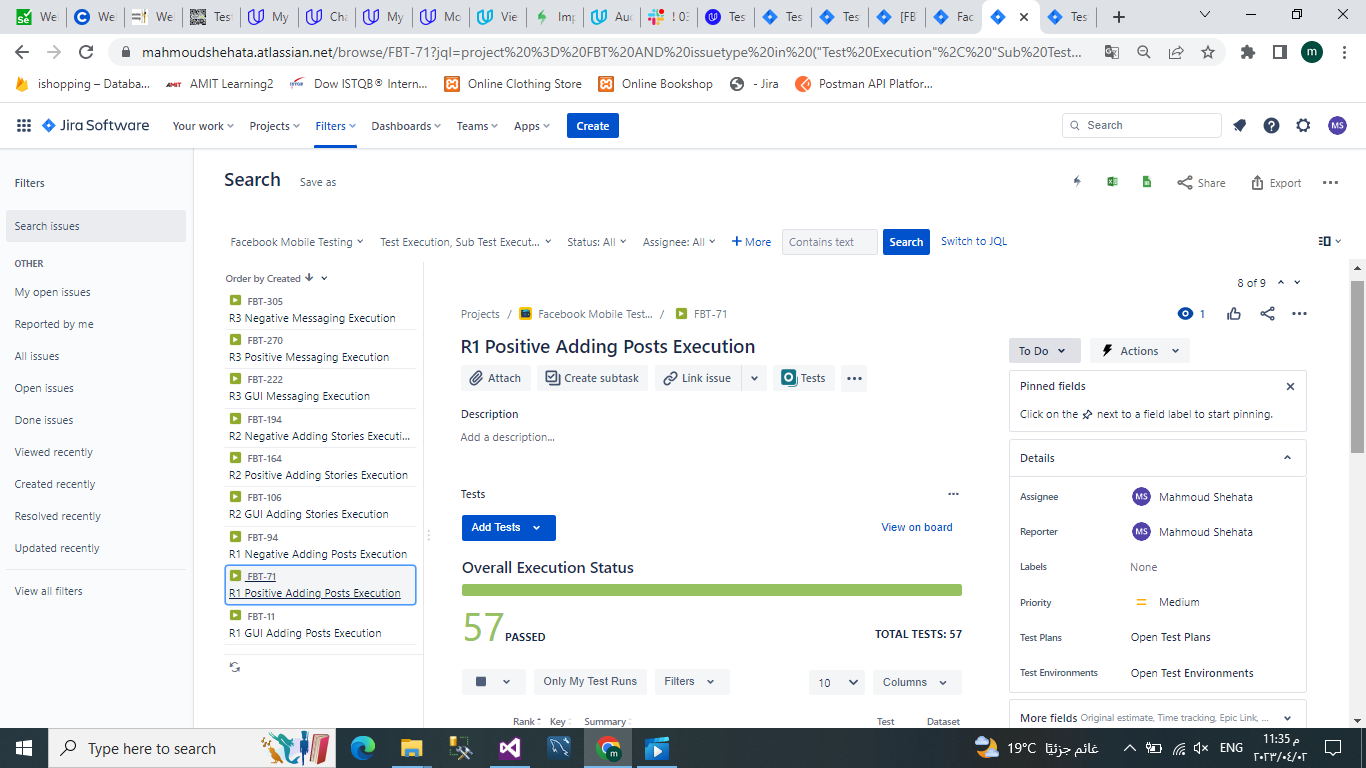 We
We
We
Test
My
Cha
My
Mo
Vie
Imp
Auc
! 03
Tes
Tes
Tes
[FB
Fac
Tes
mahmoudshehata.atlassian.net/browse/FBT-71?jql=project%20%3D%20FBT%20AND%20issuetype%20in%20("Test%20Execution"%2C%20"Sub%20Test...
m
ishopping – Databa...
AMIT Learning2
Dow ISTQB® Intern...
Online Clothing Store
Online Bookshop
- Jira
Postman API Platfor...
Jira Software
Your work
Projects
Filters
Dashboards
Teams
Apps
Create
Search
MS
Filters
Search issues
OTHER
My open issues
Reported by me
All issues
Open issues
Done issues
Viewed recently
Created recently
Resolved recently
Updated recently
View all filters
Search
Save as
Share
Export
Facebook Mobile Testing
Test Execution, Sub Test Execut...
Status: All
Assignee: All
+ More
Contains text
Search
Switch to JQL
Order by Created
FBT-305
R3 Negative Messaging Execution
FBT-270
R3 Positive Messaging Execution
FBT-222
R3 GUI Messaging Execution
FBT-194
R2 Negative Adding Stories Executi...
FBT-164
R2 Positive Adding Stories Execution
FBT-106
R2 GUI Adding Stories Execution
FBT-94
R1 Negative Adding Posts Execution
FBT-71
R1 Positive Adding Posts Execution
FBT-11
R1 GUI Adding Posts Execution
8 of 9
Projects / Facebook Mobile Test... / FBT-71
1
R1 Positive Adding Posts Execution
Attach
Create subtask
Link issue
Tests
Description
Add a description...
Tests
Add Tests
View on board
Overall Execution Status
57 PASSED
TOTAL TESTS: 57
Only My Test Runs
Filters
10
Columns
Rank
Key
Summary
Test
Dataset
To Do
Actions
Pinned fields
Click on the next to a field label to start pinning.
Details
Assignee
MS Mahmoud Shehata
Reporter
MS Mahmoud Shehata
Labels
None
Priority
Medium
Test Plans
Open Test Plans
Test Environments
Open Test Environments
More fields Original estimate, Time tracking, Epic Link, ...
Type here to search
19°C غائم جزئيًا
ENG
11:35 م
٢٠٢٣/٠٤/٠٢